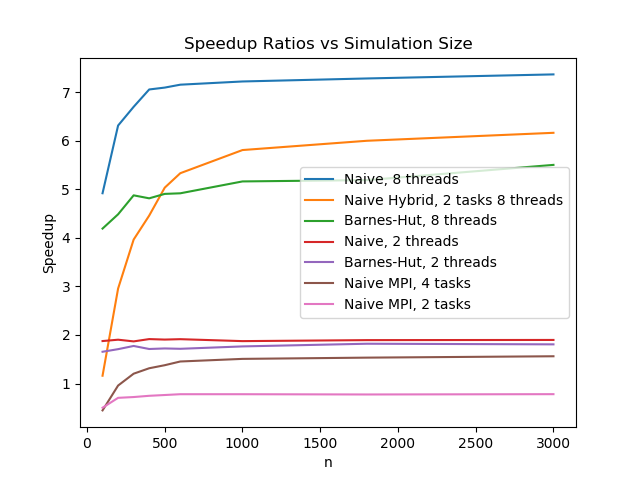 Speedup Ratios vs Simulation Size
Speedup
7
6
5
4
3
2
1
Naive, 8 threads
Naive Hybrid, 2 tasks 8 threads
Barnes-Hut, 8 threads
Naive, 2 threads
Barnes-Hut, 2 threads
Naive MPI, 4 tasks
Naive MPI, 2 tasks
0 500 1000 1500 2000 2500 3000
n